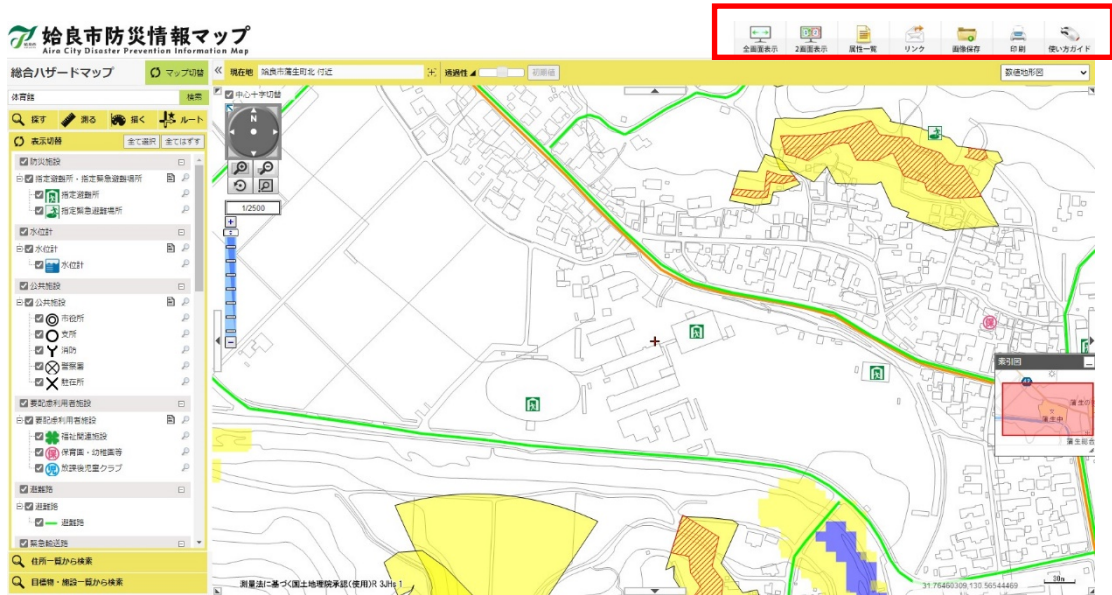 姶良市防災情報マップ
Aira City Disaster Prevention Information Map
全画面表示
2画面表示
属性一覧
リンク
画像保存
印刷
使い方ガイド
総合ハザードマップ
マップ切替
現在地 姶良市蒲生町北 付近
透過性
初期値
数値地形図
体育館
検索
探す 測る 描く ルート
表示切替
全て選択 全てはずす
防災施設
指定避難所・指定緊急避難場所
指定避難所
指定緊急避難場所
水位計
水位計
水位計
公共施設
公共施設
市役所
支所
消防
警察署
駐在所
要配慮利用者施設
要配慮利用者施設
福祉関連施設
保 保育園・幼稚園等
児 放課後児童クラブ
避難路
避難路
避難路
緊急輸送路
住所一覧から検索
目標物・施設一覧から検索
中心十字切替
N
1/2500
保
索引図
蒲生中
測量法に基づく国土地理院承認(使用)R 3JHs 1
31.76460309,130.56544469
30m